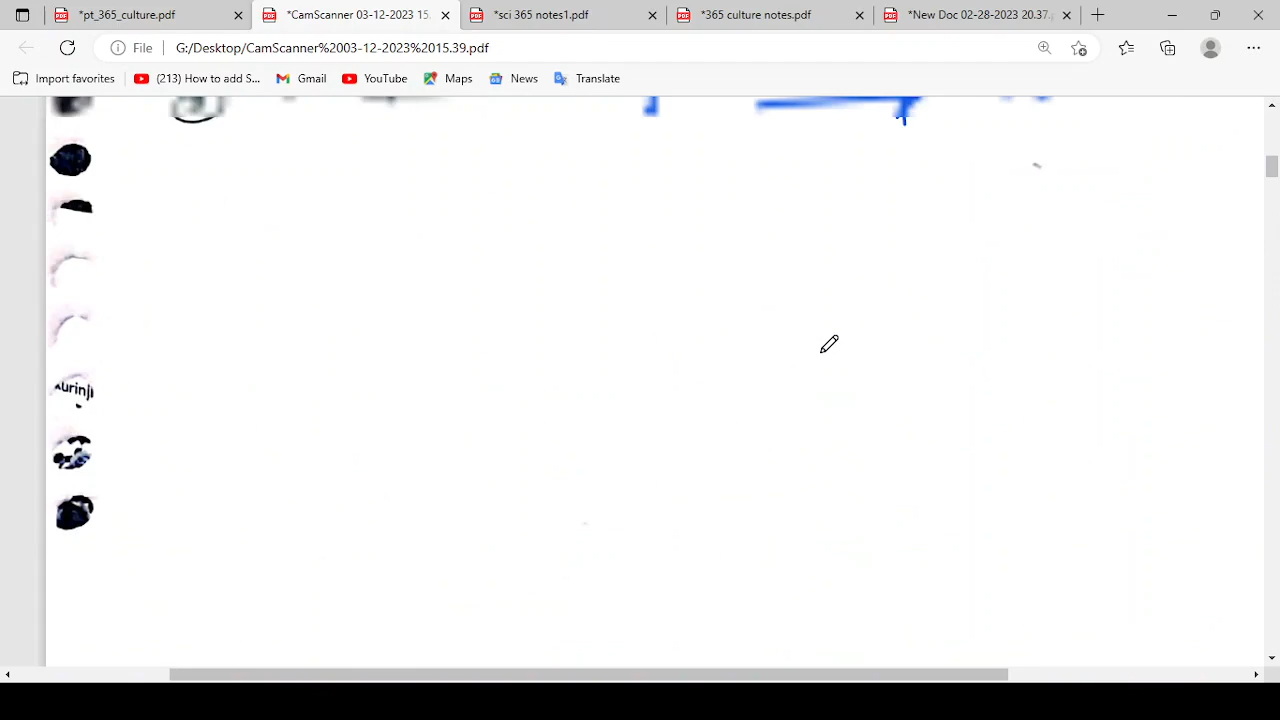 *pt_365_culture.pdf
*CamScanner 03-12-2023 15.
*sci 365 notes1.pdf
*365 culture notes.pdf
*New Doc 02-28-2023 20.37.
File
G:/Desktop/CamScanner%2003-12-2023%2015.39.pdf
Import favorites
(213) How to add S...
Gmail
YouTube
Maps
News
Translate
kurinji